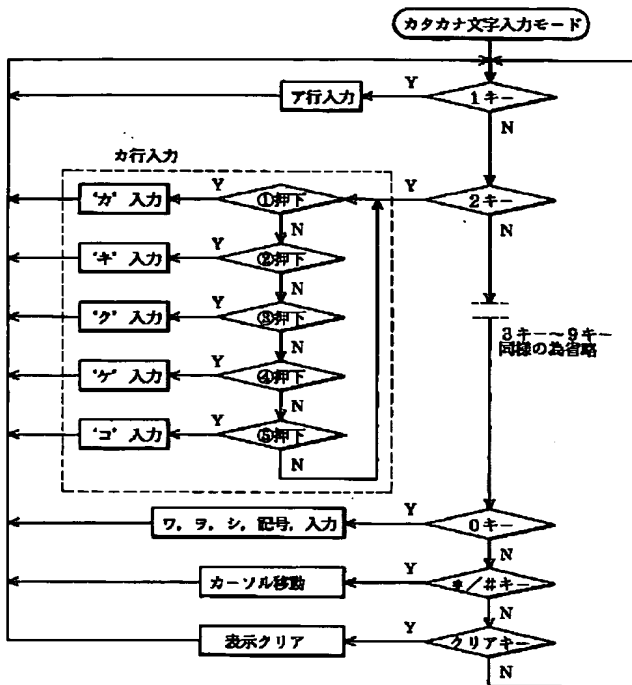 カタカナ文字入力モード
ア行入力
Y
1キー
N
カ行入力
'カ' 入力
Y
①押下
Y
2キー
N
N
'キ' 入力
Y
②押下
N
'ク' 入力
Y
③押下
3キー～9キー
同様の為省略
N
'ケ' 入力
Y
④押下
N
'コ' 入力
Y
⑤押下
N
ワ, ヲ, シ, 記号, 入力
Y
0キー
N
カーソル移動
Y
*/#キー
N
表示クリア
Y
クリアキー
N